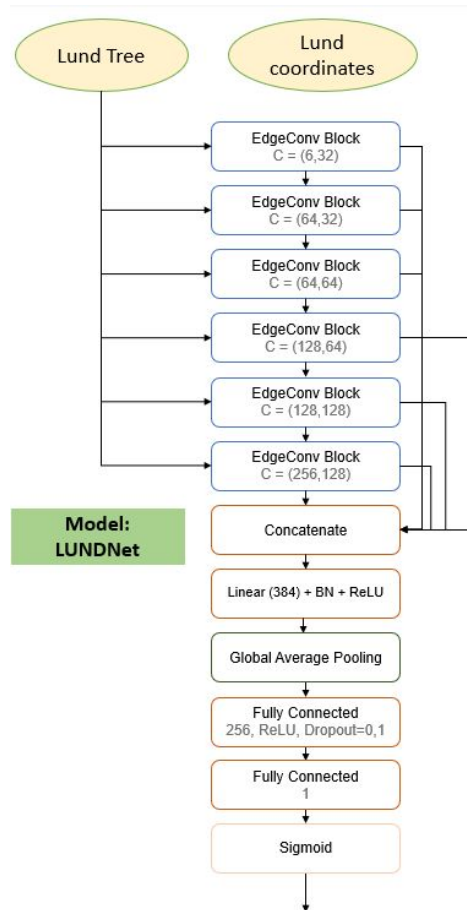 Lund Tree
Lund
coordinates
EdgeConv Block
C = (6,32)
EdgeConv Block
C = (64,32)
EdgeConv Block
C = (64,64)
EdgeConv Block
C = (128,64)
EdgeConv Block
C = (128,128)
EdgeConv Block
C = (256,128)
Model:
LUNDNet
Concatenate
Linear (384) + BN + ReLU
Global Average Pooling
Fully Connected
256, ReLU, Dropout=0,1
Fully Connected
1
Sigmoid